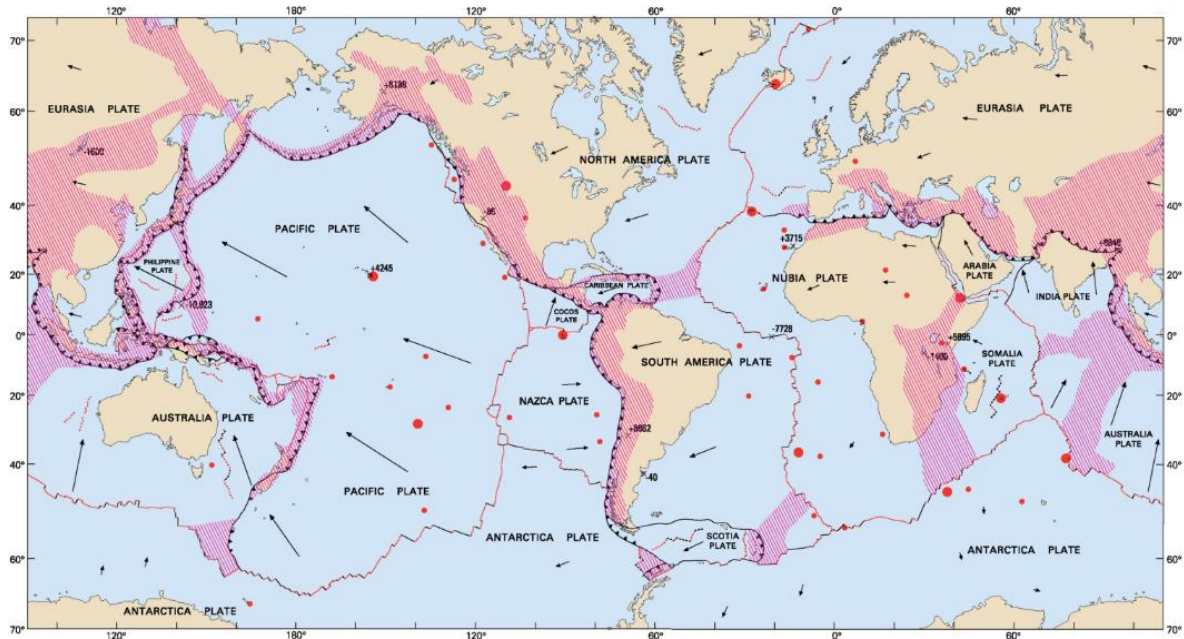 120° 180° 120° 60° 0° 60°
70° 70°
+6138
EURASIA PLATE
EURASIA PLATE
60° 60°
-1600
NORTH AMERICA PLATE
40° 40°
-86
PACIFIC PLATE
+3715
PHILIPPINE
PLATE
+4245
NUBIA PLATE
ARABIA
PLATE
20° 20°
CARIBBEAN PLATE
INDIA PLATE
-10,923
COCOS
PLATE
0° 0°
-7728
+5895
-1400
SOMALIA
PLATE
SOUTH AMERICA PLATE
20° 20°
NAZCA PLATE
AUSTRALIA PLATE
AUSTRALIA
PLATE
40° 40°
-40
PACIFIC PLATE
ANTARCTICA PLATE
SCOTIA
PLATE
ANTARCTICA PLATE
60° 60°
ANTARCTICA PLATE
70° 70°
120° 180° 120° 60° 0° 60°